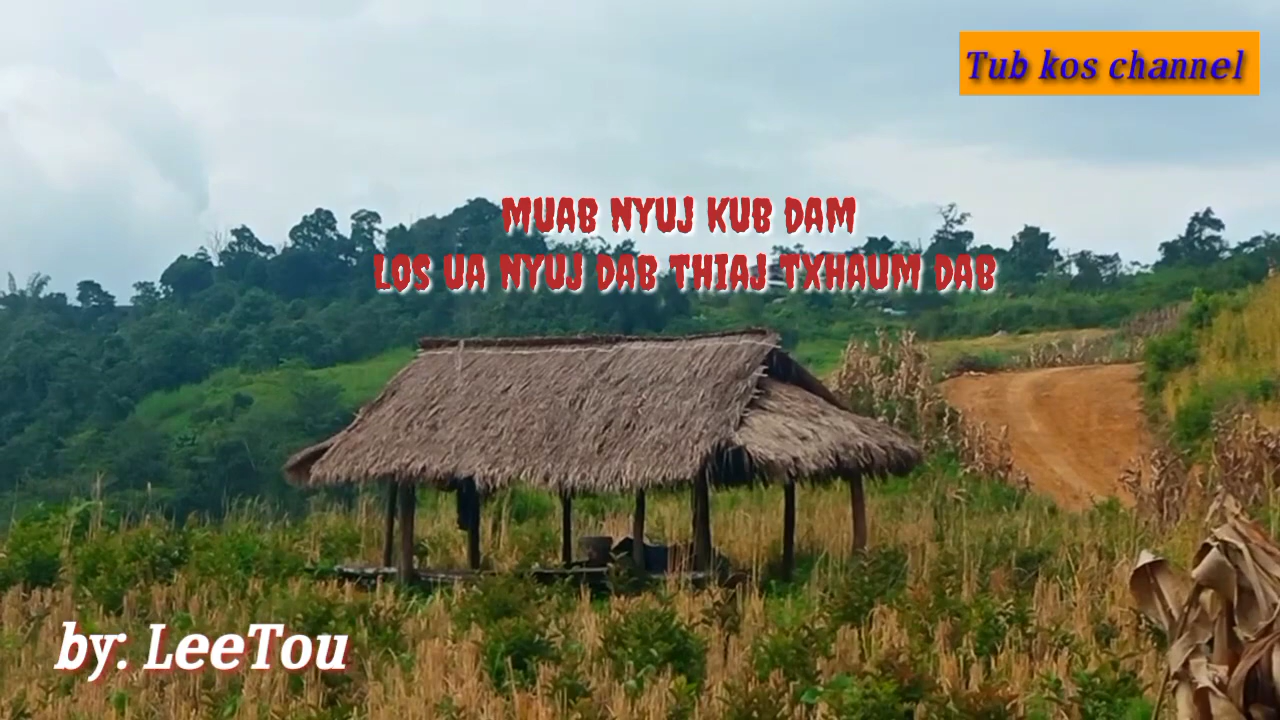 Tub kos channel
MUAB NYUJ KUB DAM
LOS UA NYUJ DAB THIAJ TXHAUM DAB
by: LeeTou